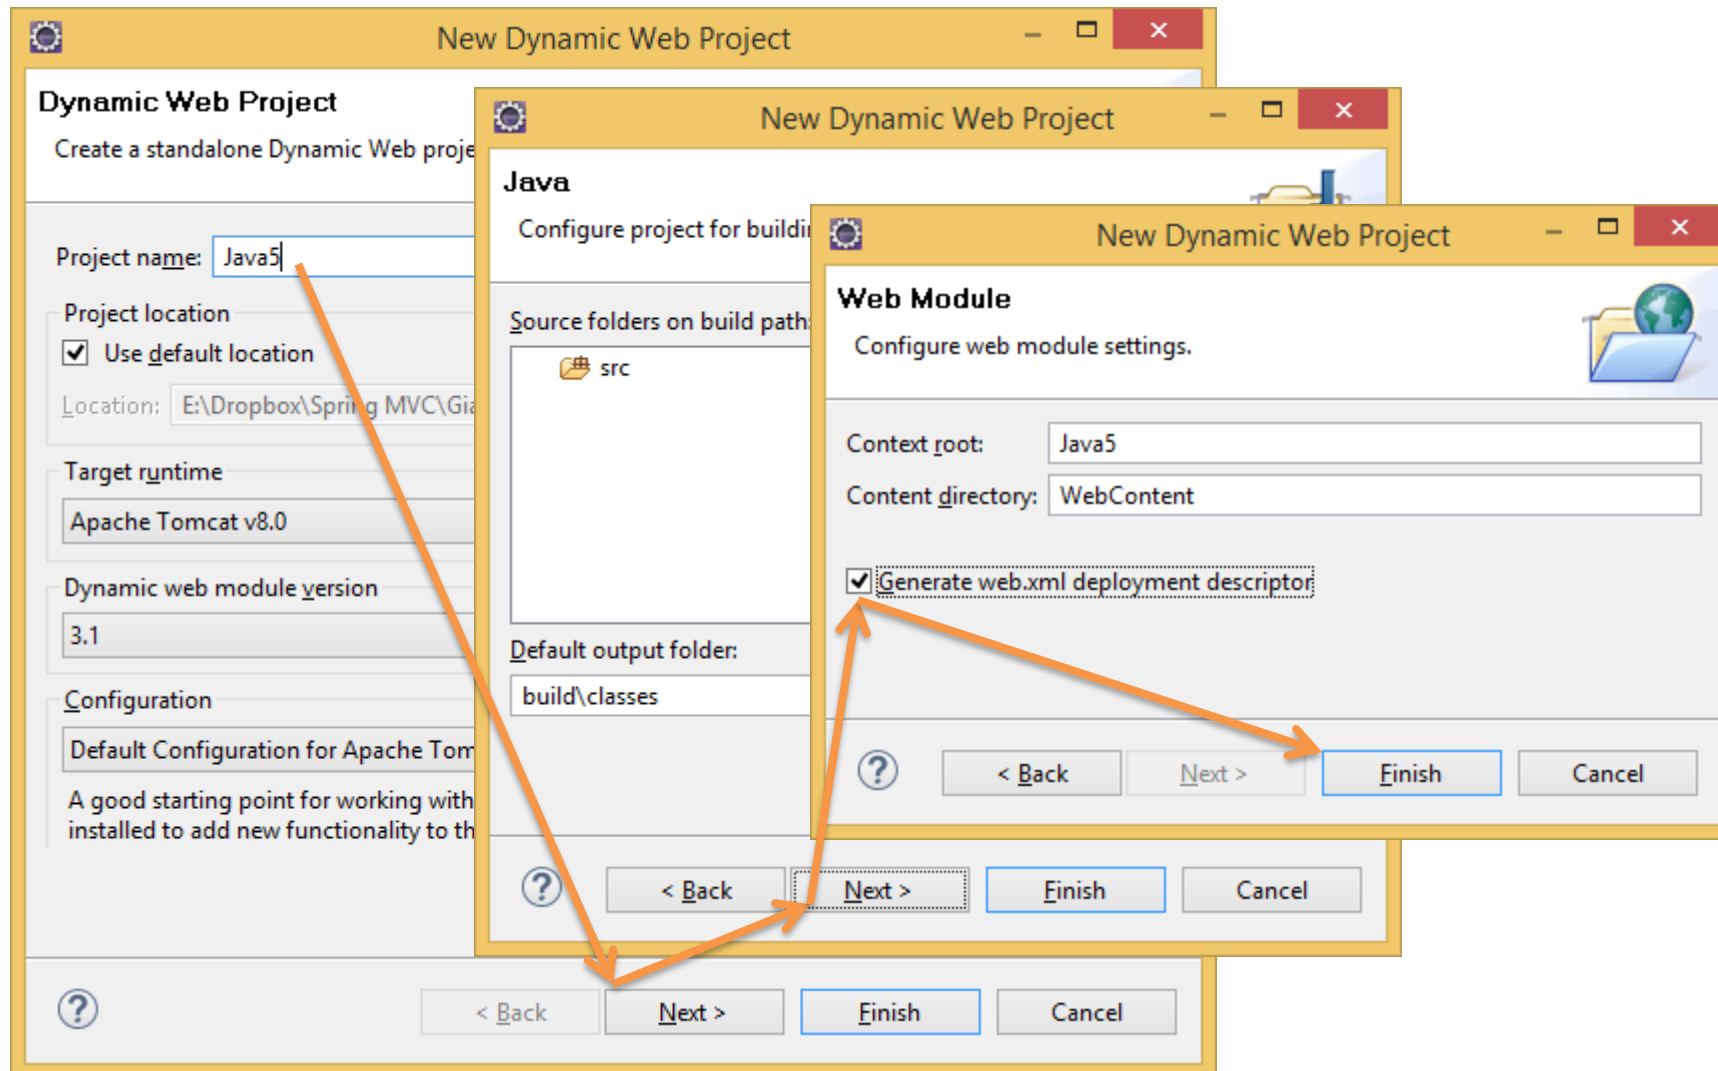 New Dynamic Web Project
Dynamic Web Project
Create a standalone Dynamic Web proje
Project name: Java5
Project location
Use default location
Location: E:\Dropbox\Spring MVC\Gia
Target runtime
Apache Tomcat v8.0
Dynamic web module version
3.1
Configuration
Default Configuration for Apache Tom
A good starting point for working with
installed to add new functionality to th
< Back Next > Finish Cancel
New Dynamic Web Project
Java
Configure project for buildi
Source folders on build path:
src
Default output folder:
build\classes
< Back Next > Finish Cancel
New Dynamic Web Project
Web Module
Configure web module settings.
Context root: Java5
Content directory: WebContent
Generate web.xml deployment descriptor
< Back Next > Finish Cancel